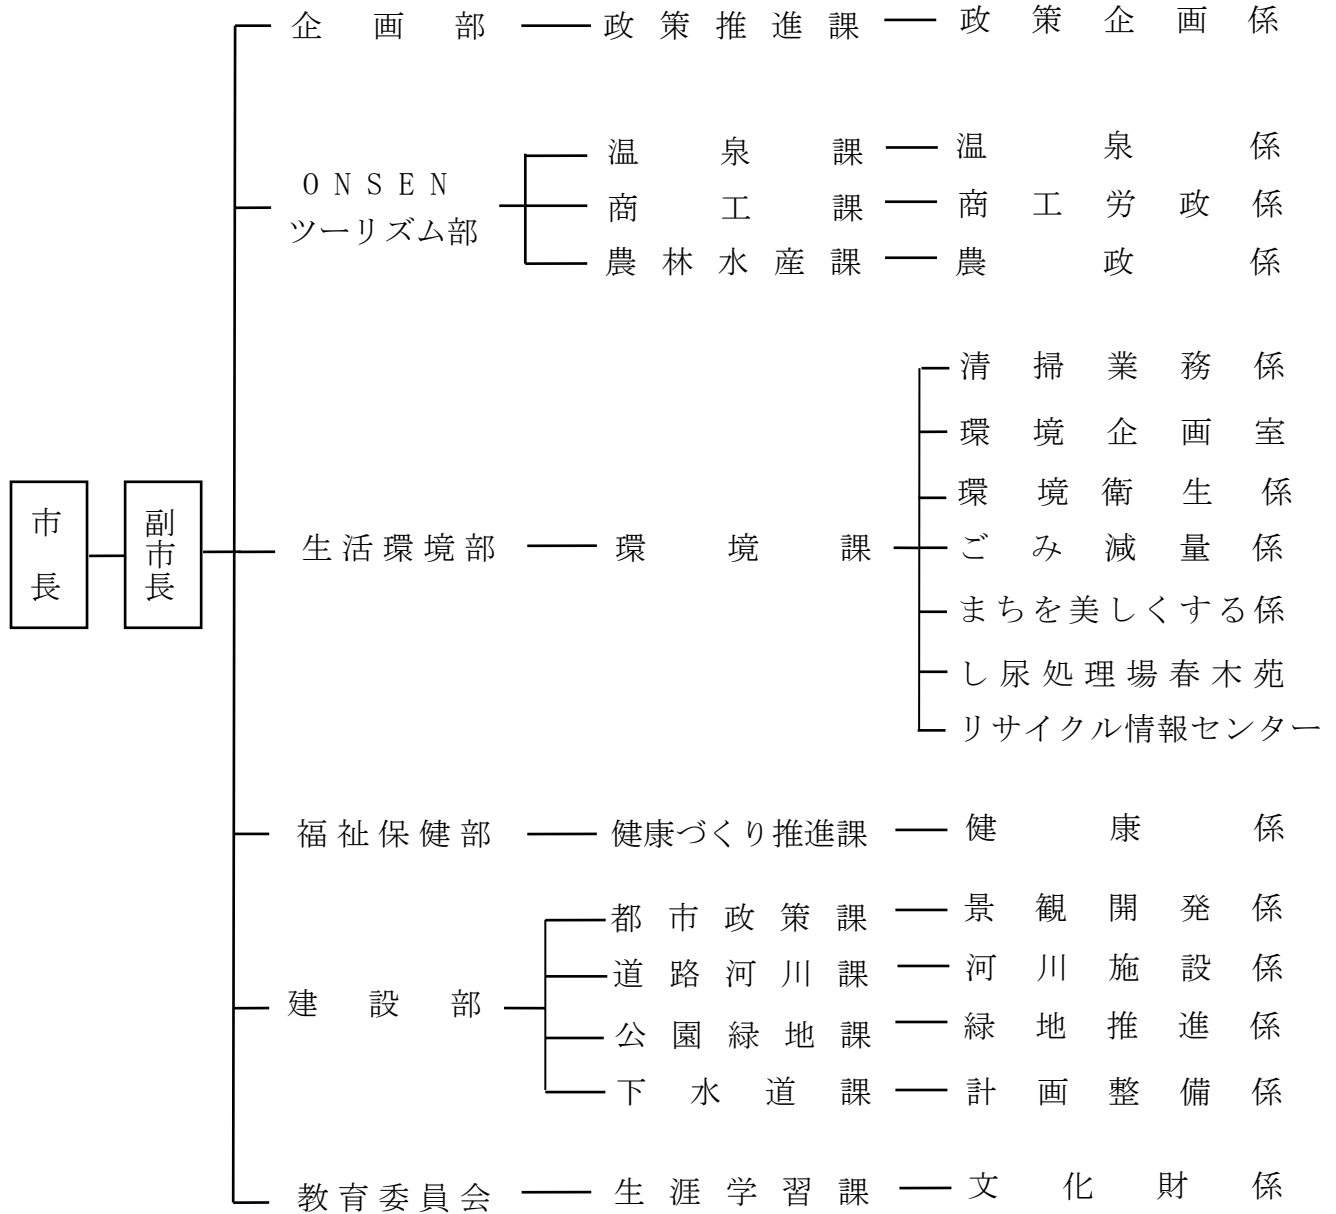 企画部 政策推進課 政策企画係
温泉課 温泉係
ONSEN
ツーリズム部
商工課 商工労政係
農林水産課 農政係
清掃業務係
環境企画室
環境衛生係
市長 副市長 生活環境部 環境課 ごみ減量係
まちを美しくする係
し尿処理場春木苑
リサイクル情報センター
福祉保健部 健康づくり推進課 健康係
都市政策課 景観開発係
道路河川課 河川施設係
建設部
公園緑地課 緑地推進係
下水道課 計画整備係
教育委員会 生涯学習課 文化財係